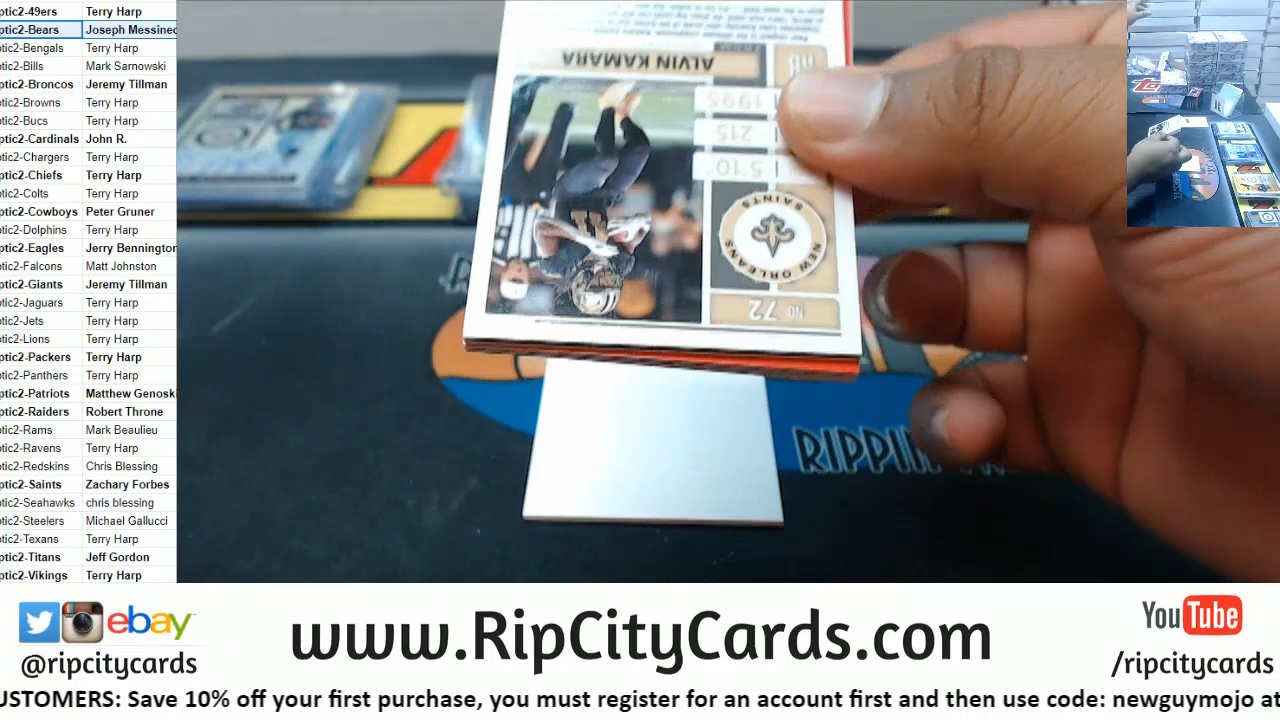 ptic2-49ers Terry Harp
ptic2-Bears Joseph Messineo
ptic2-Bengals Terry Harp
ptic2-Bills Mark Sarnowski
ptic2-Broncos Jeremy Tillman
ptic2-Browns Terry Harp
ptic2-Bucs Terry Harp
ptic2-Cardinals John R.
ptic2-Chargers Terry Harp
ptic2-Chiefs Terry Harp
ptic2-Colts Terry Harp
ptic2-Cowboys Peter Gruner
ptic2-Dolphins Terry Harp
ptic2-Eagles Jerry Bennington
ptic2-Falcons Matt Johnston
ptic2-Giants Jeremy Tillman
ptic2-Jaguars Terry Harp
ptic2-Jets Terry Harp
ptic2-Lions Terry Harp
ptic2-Packers Terry Harp
ptic2-Panthers Terry Harp
ptic2-Patriots Matthew Genoski
ptic2-Raiders Robert Throne
ptic2-Rams Mark Beaulieu
ptic2-Ravens Terry Harp
ptic2-Redskins Chris Blessing
ptic2-Saints Zachary Forbes
ptic2-Seahawks chris blessing
ptic2-Steelers Michael Gallucci
ptic2-Texans Terry Harp
ptic2-Titans Jeff Gordon
ptic2-Vikings Terry Harp
NO. 72
NEW ORLEANS SAINTS
5'10"
215
1995
RB
ALVIN KAMARA
RIPPIN
ebay
@ripcitycards
www.RipCityCards.com
YouTube
/ripcitycards
USTOMERS: Save 10% off your first purchase, you must register for an account first and then use code: newguymojo at